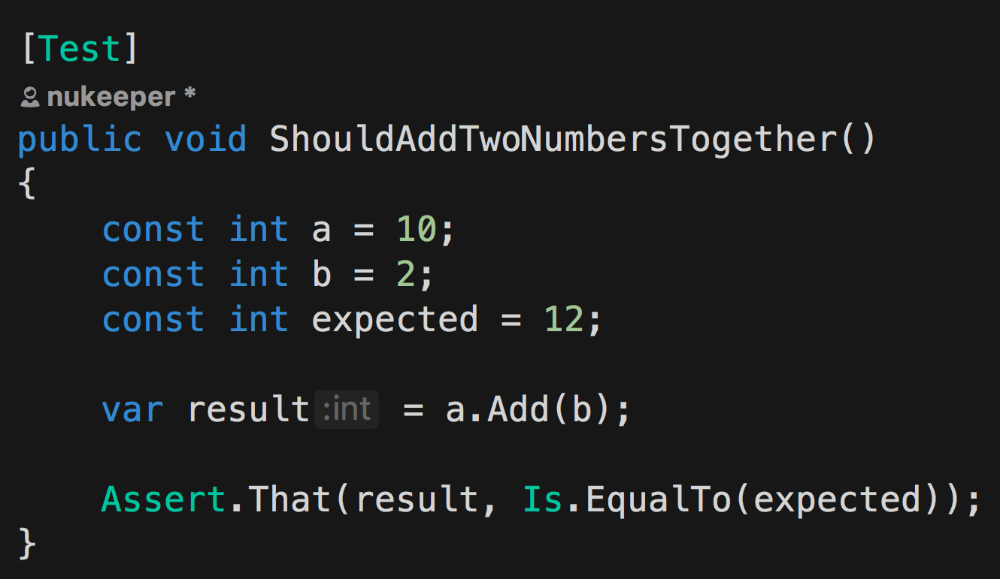 [Test]
nukeeper *
public void ShouldAddTwoNumbersTogether()
{
    const int a = 10;
    const int b = 2;
    const int expected = 12;
    var result :int = a.Add(b);
    Assert.That(result, Is.EqualTo(expected));
}